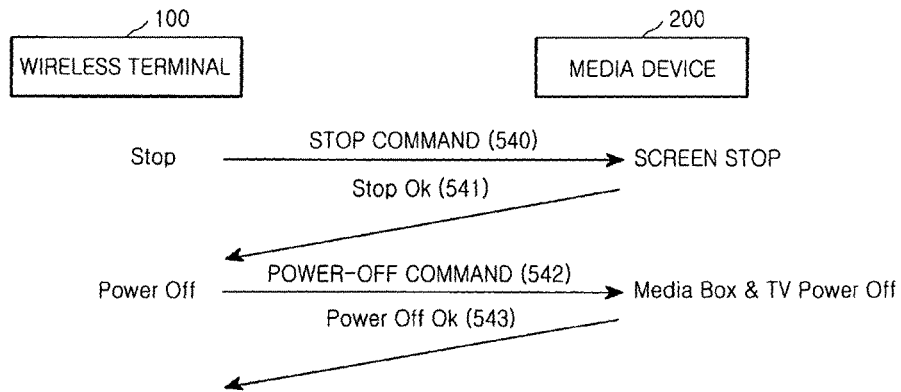 100
200
WIRELESS TERMINAL
MEDIA DEVICE
STOP COMMAND (540)
Stop
SCREEN STOP
Stop Ok (541)
POWER-OFF COMMAND (542)
Power Off
Media Box & TV Power Off
Power Off Ok (543)